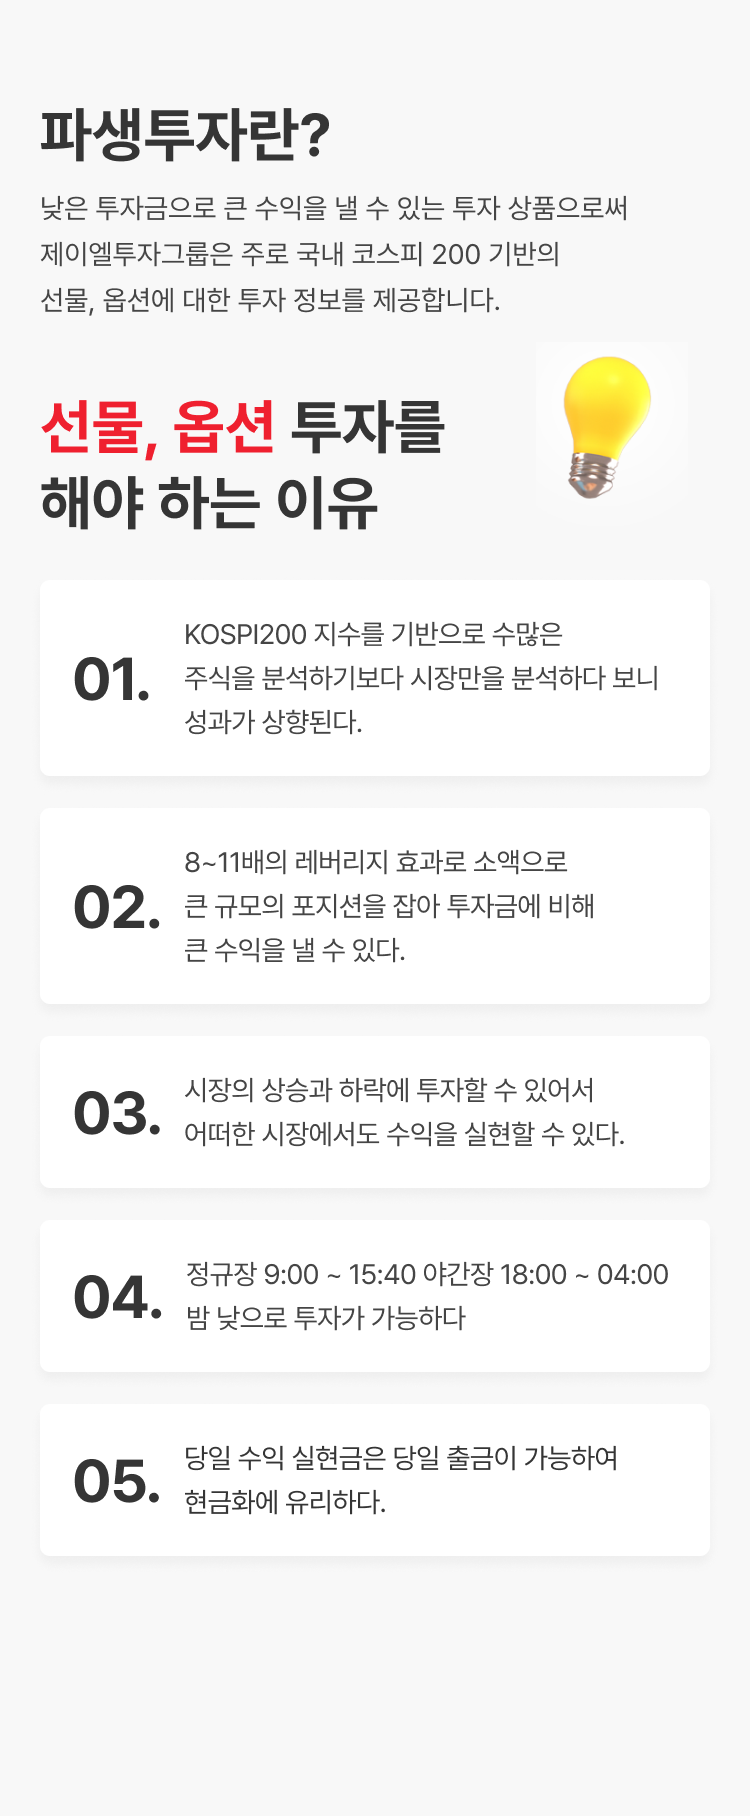 파생투자란?
낮은 투자금으로 큰 수익을 낼 수 있는 투자 상품으로써
제이엘투자그룹은 주로 국내 코스피 200 기반의
선물, 옵션에 대한 투자 정보를 제공합니다.
선물, 옵션 투자를
해야 하는 이유
01.
KOSPI200 지수를 기반으로 수많은
주식을 분석하기보다 시장만을 분석하다 보니
성과가 상향된다.
02.
8~11배의 레버리지 효과로 소액으로
큰 규모의 포지션을 잡아 투자금에 비해
큰 수익을 낼 수 있다.
03.
시장의 상승과 하락에 투자할 수 있어서
어떠한 시장에서도 수익을 실현할 수 있다.
04.
정규장 9:00 ~ 15:40 야간장 18:00 ~ 04:00
밤 낮으로 투자가 가능하다
05.
당일 수익 실현금은 당일 출금이 가능하여
현금화에 유리하다.